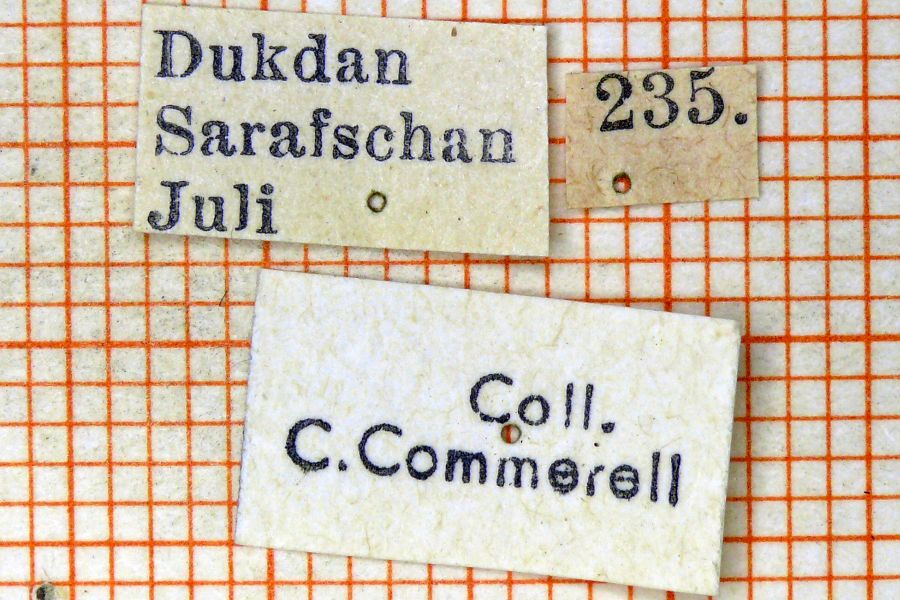 Dukdan
Sarafschan
Juli
235.
Coll.
C. Commerell